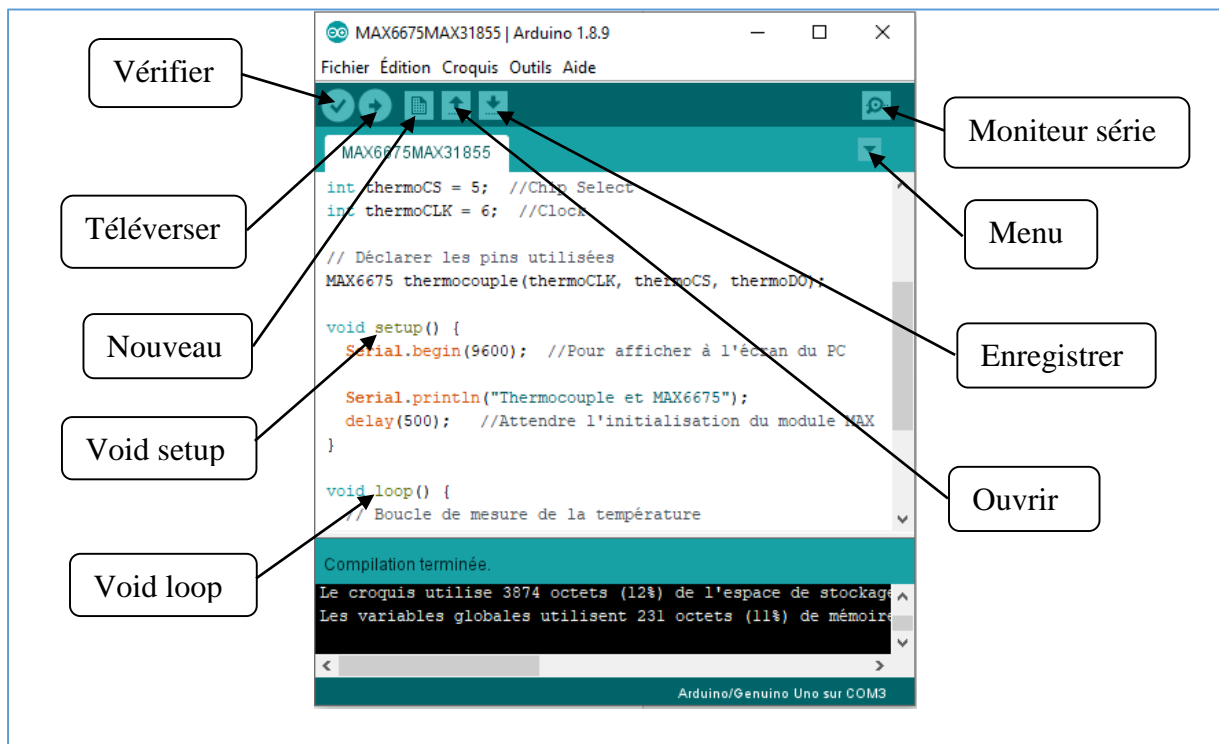 MAX6675MAX31855 | Arduino 1.8.9
Fichier Édition Croquis Outils Aide
Vérifier
Moniteur série
MAX6675MAX31855
int thermoCS = 5;  //Chip Select
int thermoCLK = 6;  //Clock
Téléverser
Menu
// Déclarer les pins utilisées
MAX6675 thermocouple(thermoCLK, thermoCS, thermoDO);
Nouveau
Enregistrer
void setup() {
Serial.begin(9600);  //Pour afficher à l'écran du PC
Serial.println("Thermocouple et MAX6675");
delay(500);   //Attendre l'initialisation du module MAX
}
Void setup
Ouvrir
void loop() {
// Boucle de mesure de la température
Void loop
Compilation terminée.
Le croquis utilise 3874 octets (12%) de l'espace de stockage
Les variables globales utilisent 231 octets (11%) de mémoire
Arduino/Genuino Uno sur COM3